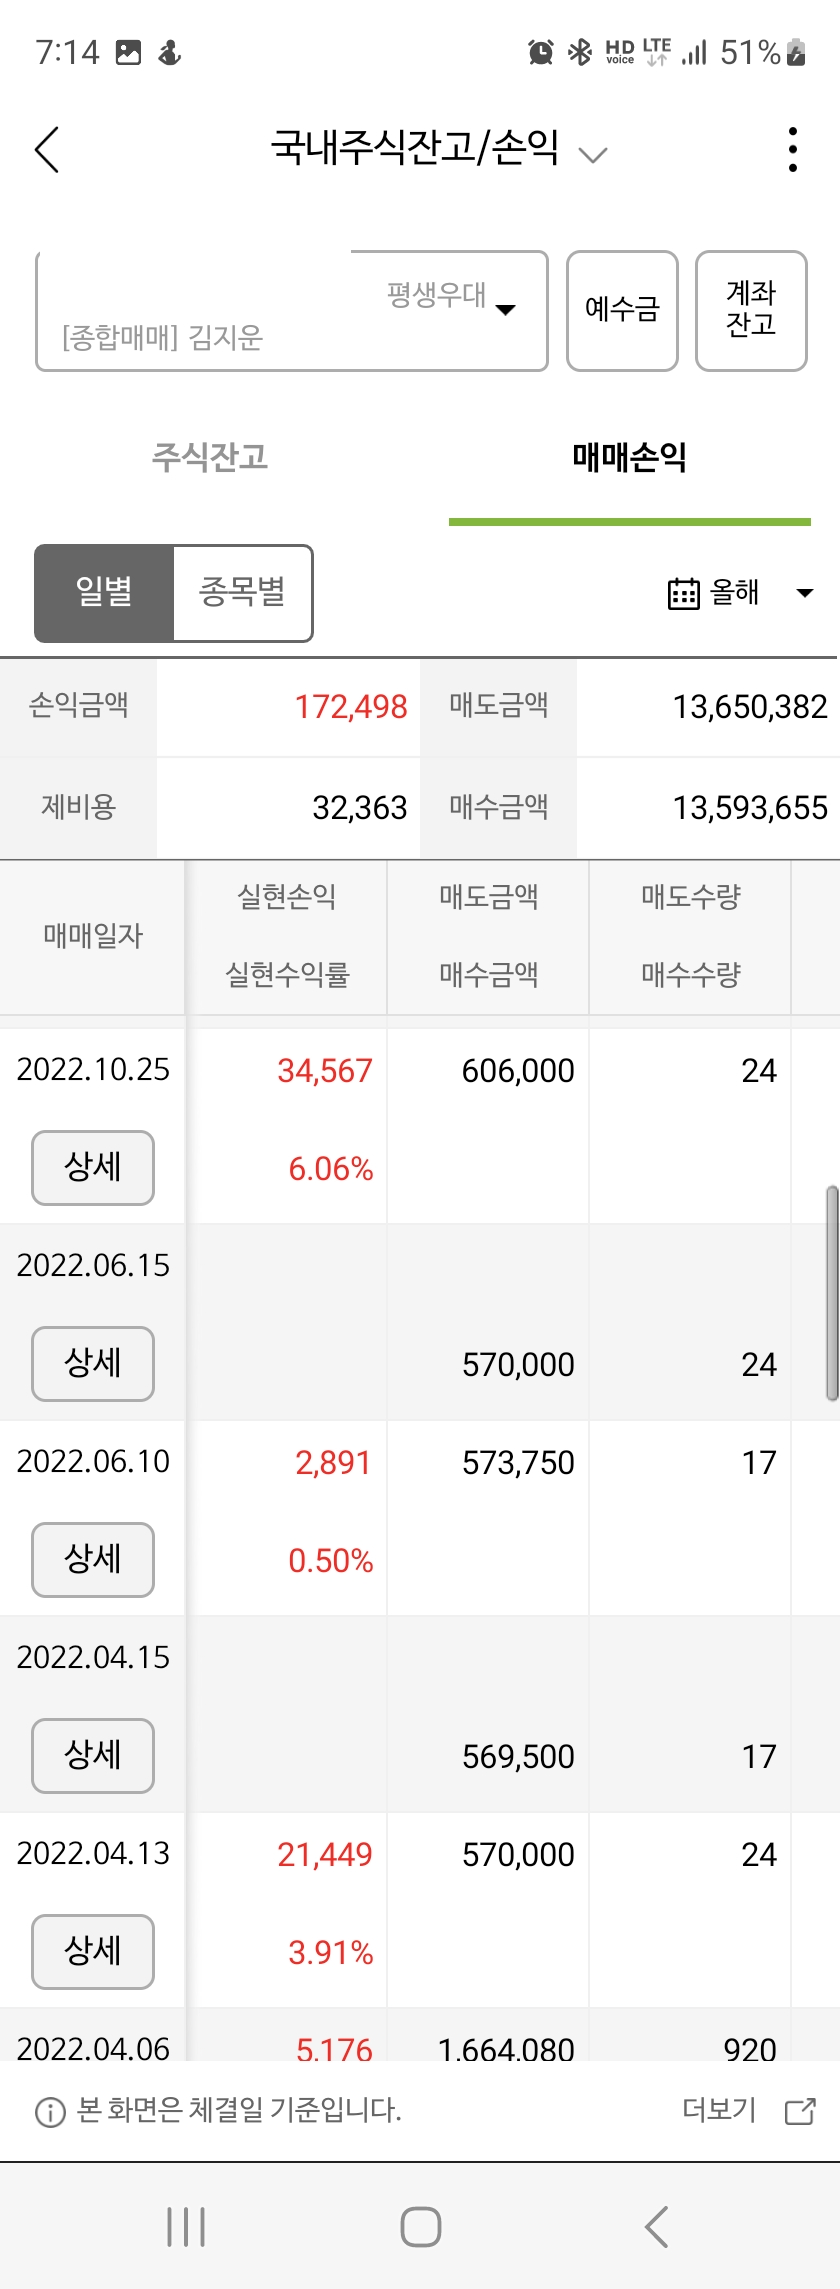 7:14 HD voice LTE 51%
국내주식잔고/손익
평생우대
[종합매매] 김지운
예수금
계좌
잔고
주식잔고 매매손익
일별 종목별 올해
손익금액 172,498 매도금액 13,650,382
제비용 32,363 매수금액 13,593,655
매매일자
실현손익 매도금액 매도수량
실현수익률 매수금액 매수수량
2022.10.25 34,567 606,000 24
상세 6.06%
2022.06.15
상세 570,000 24
2022.06.10 2,891 573,750 17
상세 0.50%
2022.04.15
상세 569,500 17
2022.04.13 21,449 570,000 24
상세 3.91%
2022.04.06 5,176 1,664,080 920
본 화면은 체결일 기준입니다. 더보기